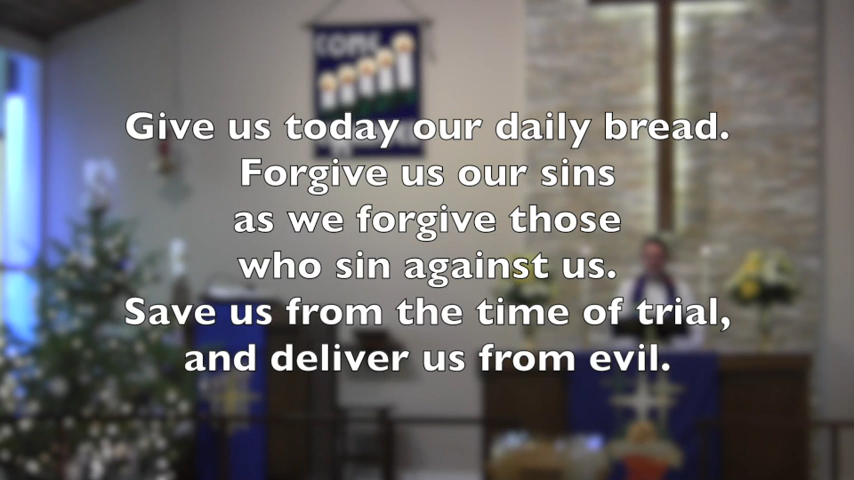 COME
Give us today our daily bread.
Forgive us our sins
as we forgive those
who sin against us.
Save us from the time of trial,
and deliver us from evil.